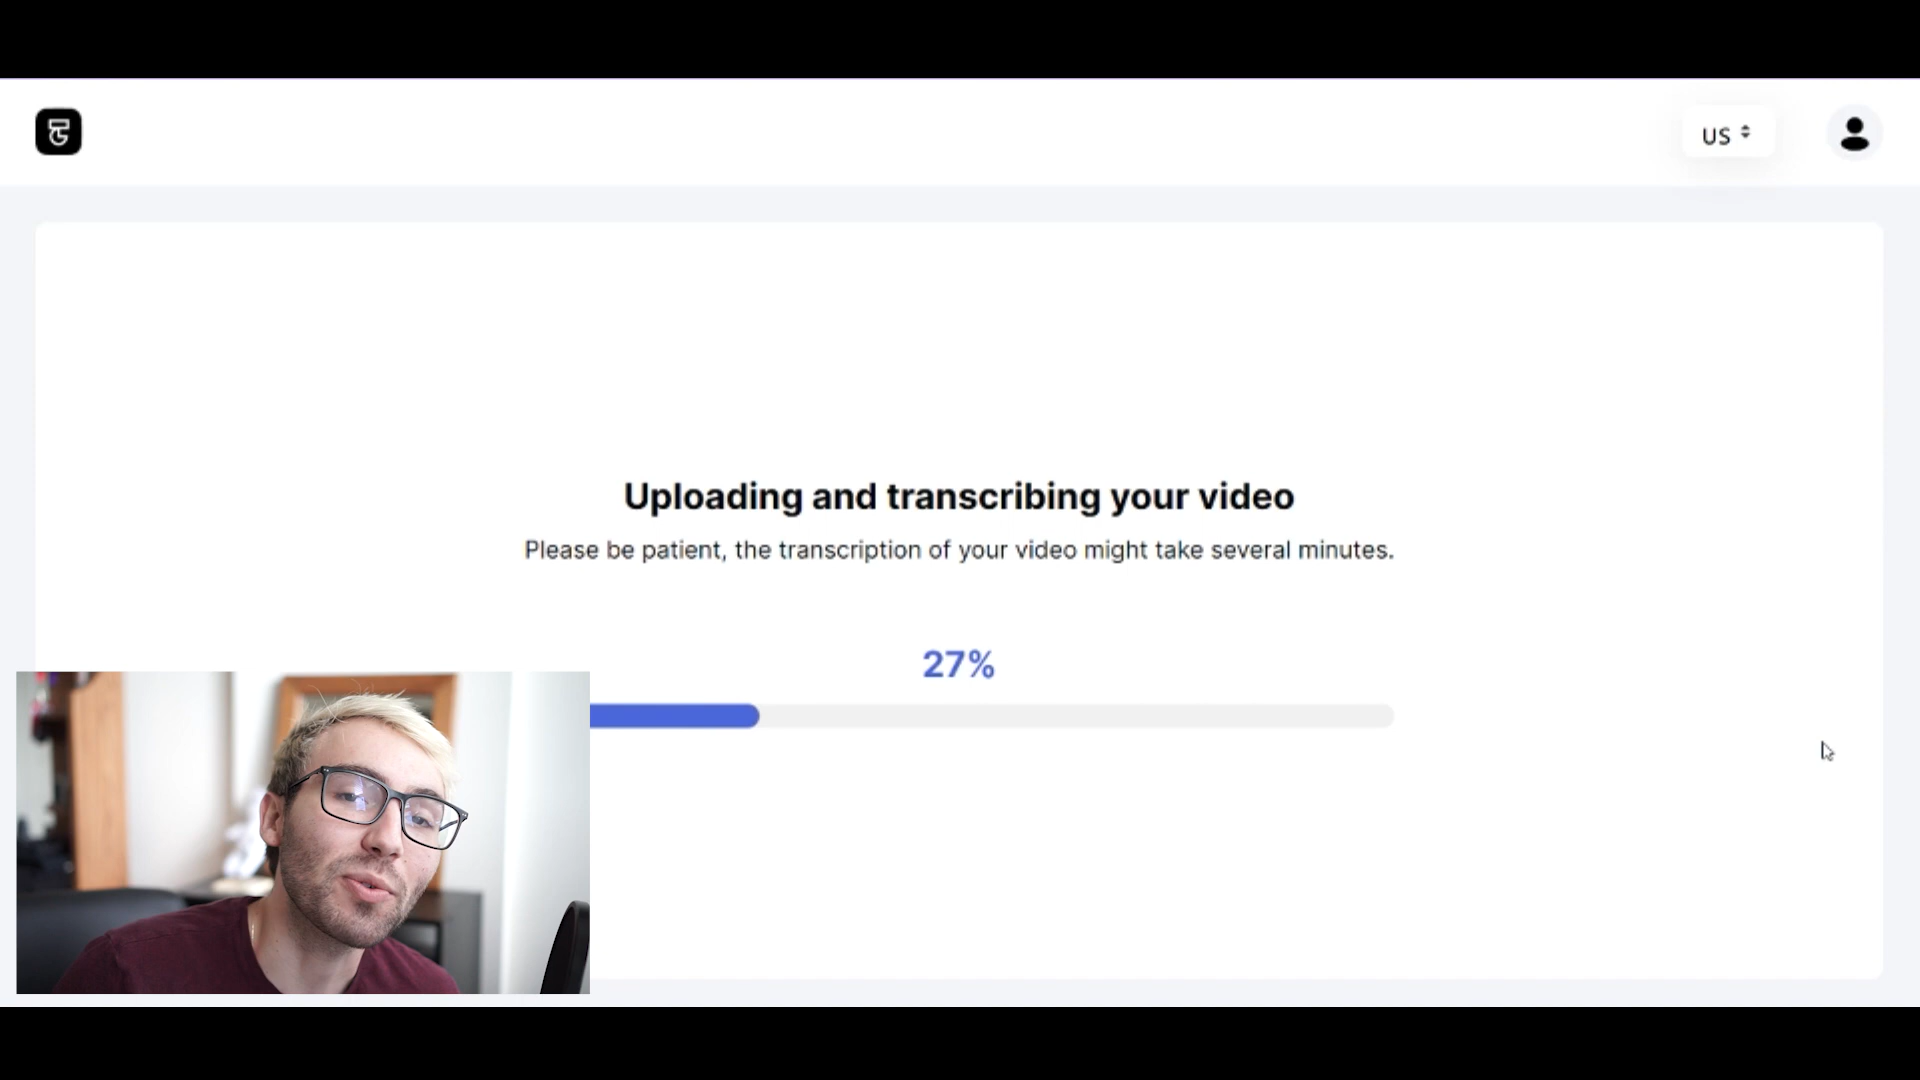 US
Uploading and transcribing your video
Please be patient, the transcription of your video might take several minutes.
27%